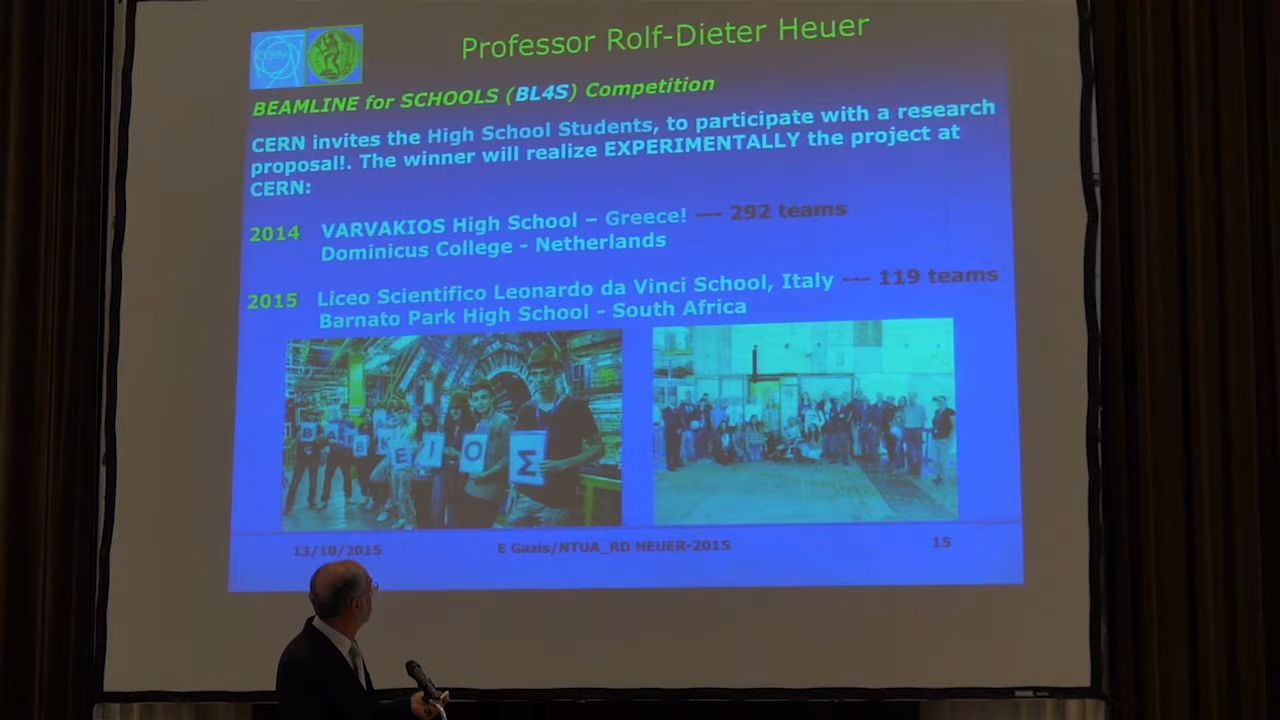 Professor Rolf-Dieter Heuer
CERN
BEAMLINE for SCHOOLS (BL4S) Competition
CERN invites the High School Students, to participate with a research
proposal!. The winner will realize EXPERIMENTALLY the project at
CERN:
2014 VARVAKIOS High School – Greece! --- 292 teams
Dominicus College - Netherlands
2015 Liceo Scientifico Leonardo da Vinci School, Italy --- 119 teams
Barnato Park High School - South Africa
Β Α Ρ Β Α Κ Ε Ι Ο Σ
13/10/2015 E Gazis/NTUA_RD HEUER-2015 15